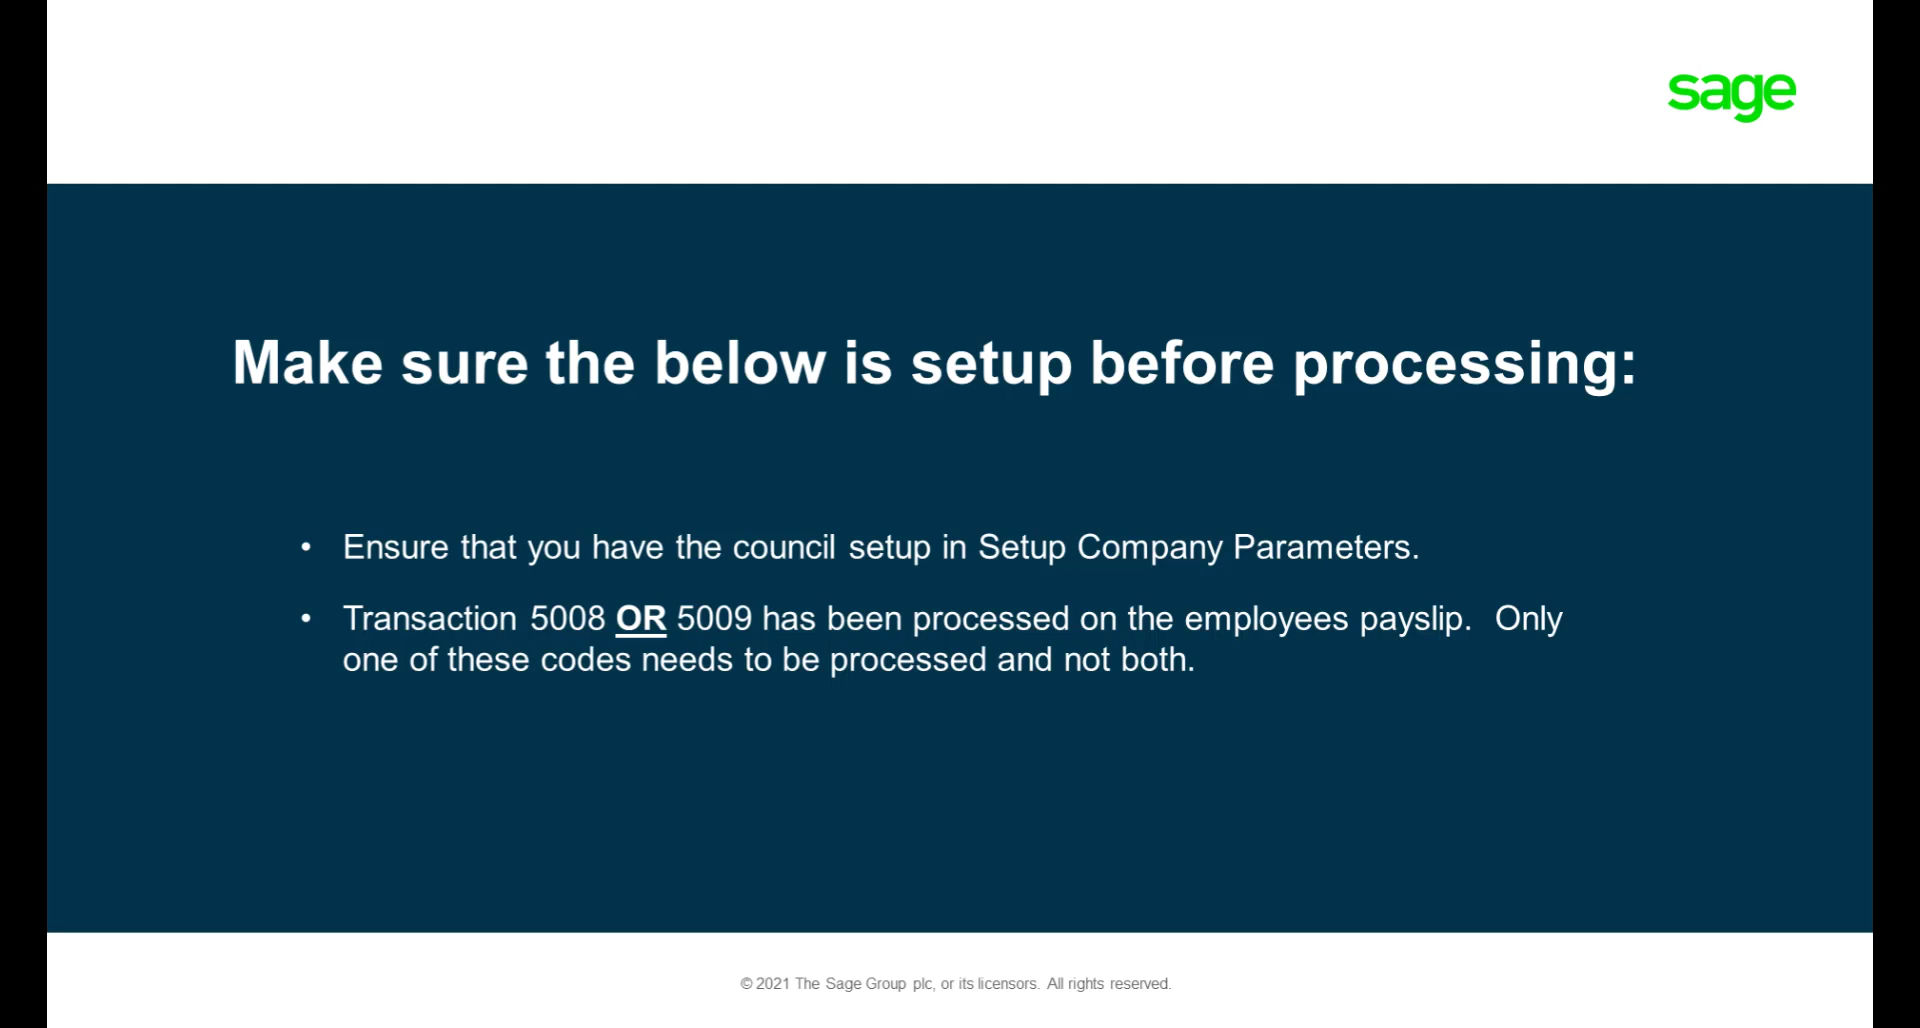 sage
Make sure the below is setup before processing:
• Ensure that you have the council setup in Setup Company Parameters.
• Transaction 5008 OR 5009 has been processed on the employees payslip.  Only
one of these codes needs to be processed and not both.
© 2021 The Sage Group plc, or its licensors. All rights reserved.